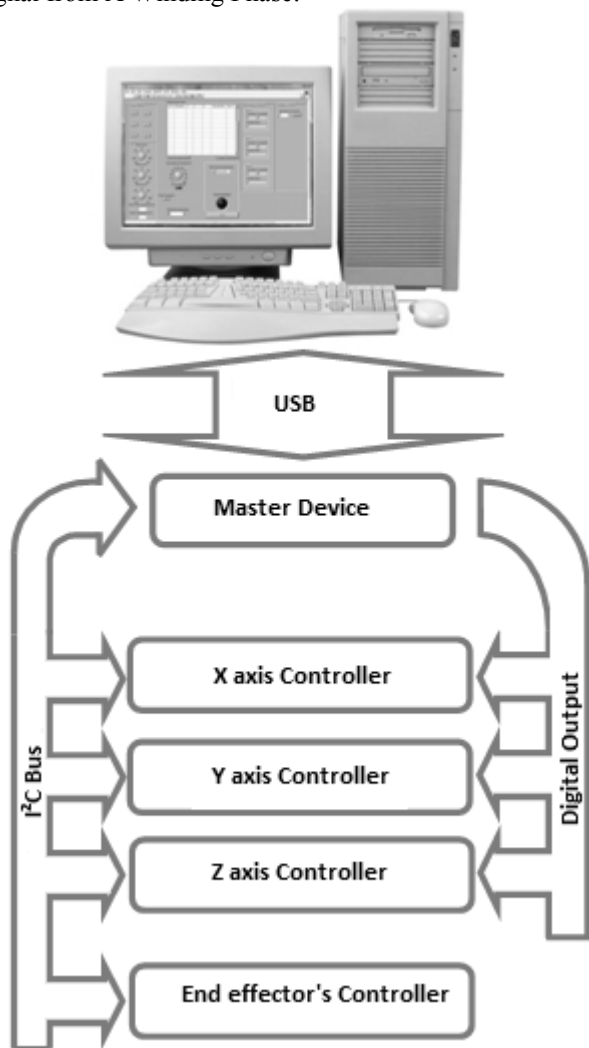 USB
Master Device
X axis Controller
Y axis Controller
Z axis Controller
End effector's Controller
I²C Bus
Digital Output